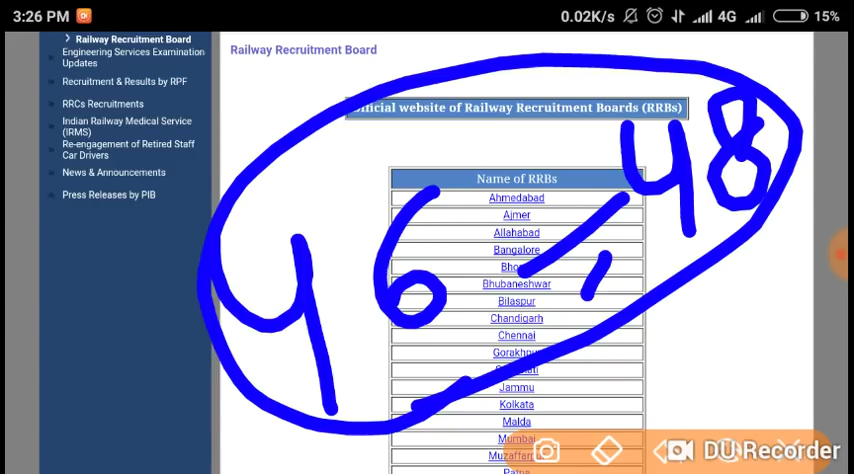 3:26 PM 0.02K/s 4G 15%
Railway Recruitment Board
Engineering Services Examination
Updates
Recruitment & Results by RPF
RRCs Recruitments
Indian Railway Medical Service
(IRMS)
Re-engagement of Retired Staff
Car Drivers
News & Announcements
Press Releases by PIB
Railway Recruitment Board
website of Railway Recruitment Boards (RRBs)
Name of RRBs
Ahmedabad
Ajmer
Allahabad
Bangalore
Bhubaneshwar
Bilaspur
Chandigarh
Chennai
Jammu
Kolkata
Malda
Mumbai
Patna
46
48
DU Recorder